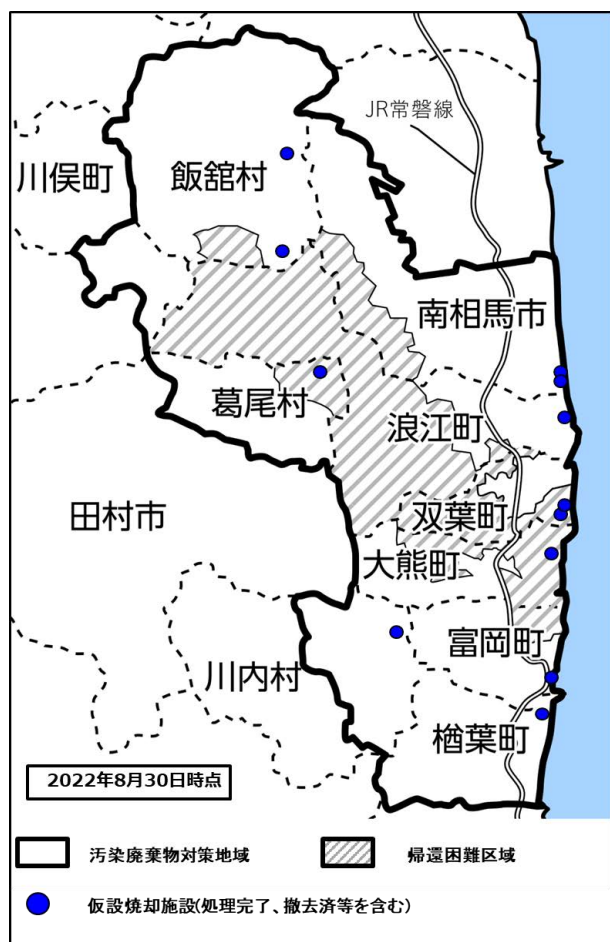 JR常磐線
川俣町
飯舘村
南相馬市
葛尾村
浪江町
田村市
双葉町
大熊町
富岡町
川内村
楢葉町
2022年8月30日時点
汚染廃棄物対策地域
帰還困難区域
仮設焼却施設(処理完了、撤去済等を含む)